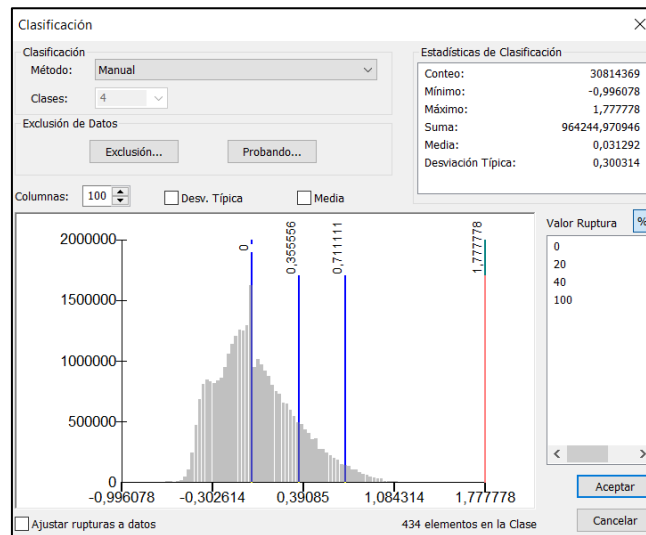 Clasificación
Clasificación
Método: Manual
Clases: 4
Exclusión de Datos
Exclusión... Probando...
Estadísticas de Clasificación
Conteo: 30814369
Mínimo: -0,996078
Máximo: 1,777778
Suma: 964244,970946
Media: 0,031292
Desviación Típica: 0,300314
Columnas: 100 Desv. Típica Media
Valor Ruptura %
0
20
40
100
0
0,355556
0,711111
1,777778
2000000
1500000
1000000
500000
0
-0,996078 -0,302614 0,39085 1,084314 1,777778
Aceptar
Ajustar rupturas a datos 434 elementos en la Clase Cancelar